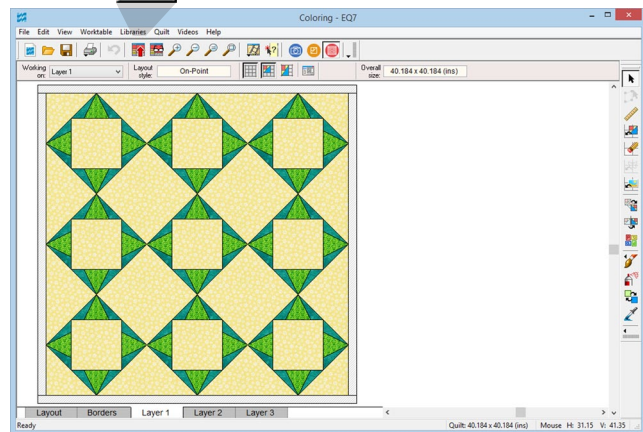 Coloring - EQ7
File Edit View Worktable Libraries Quilt Videos Help
Working on: Layer 1 Layout style: On-Point Overall size: 40.184 x 40.184 (ins)
Layout Borders Layer 1 Layer 2 Layer 3
Ready Quilt: 40.184 x 40.184 (ins) Mouse H: 31.15 V: 41.35